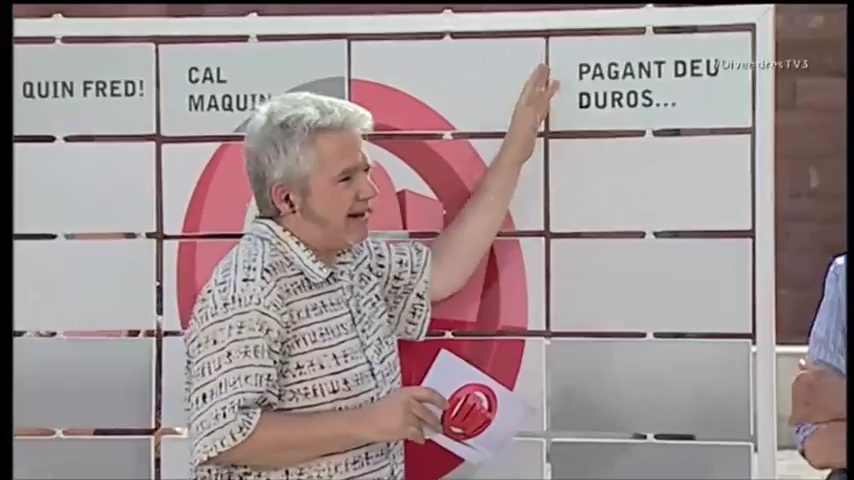 QUIN FRED!
CAL
MAQUIN
PAGANT DEU
DUROS...
#DivendresTV3